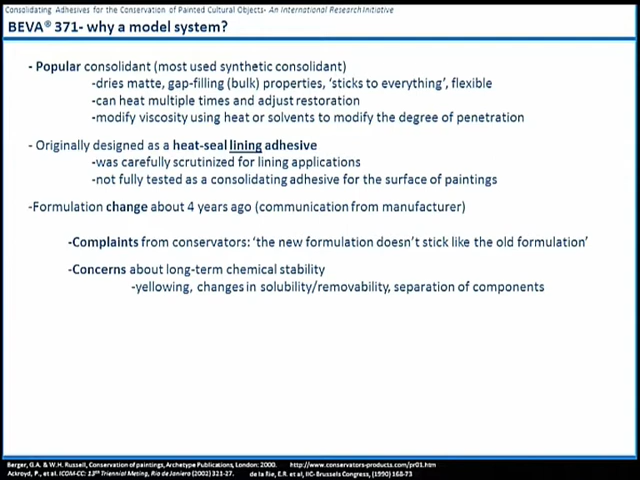 Consolidating Adhesives for the Conservation of Painted Cultural Objects- An International Research Initiative
BEVA® 371- why a model system?
- Popular consolidant (most used synthetic consolidant)
-dries matte, gap-filling (bulk) properties, 'sticks to everything', flexible
-can heat multiple times and adjust restoration
-modify viscosity using heat or solvents to modify the degree of penetration
- Originally designed as a heat-seal lining adhesive
-was carefully scrutinized for lining applications
-not fully tested as a consolidating adhesive for the surface of paintings
-Formulation change about 4 years ago (communication from manufacturer)
-Complaints from conservators: 'the new formulation doesn't stick like the old formulation'
-Concerns about long-term chemical stability
-yellowing, changes in solubility/removability, separation of components
Berger, G.A. & W.H. Russell, Conservation of paintings, Archetype Publications, London: 2000. http://www.conservators-products.com/pr01.htm
Ackroyd, P., et al. ICOM-CC: 13th Triennial Meting, Rio de Janiero (2002) 321-27. de la Rie, E.R. et al, IIC- Brussels Congress, (1990) 168-73